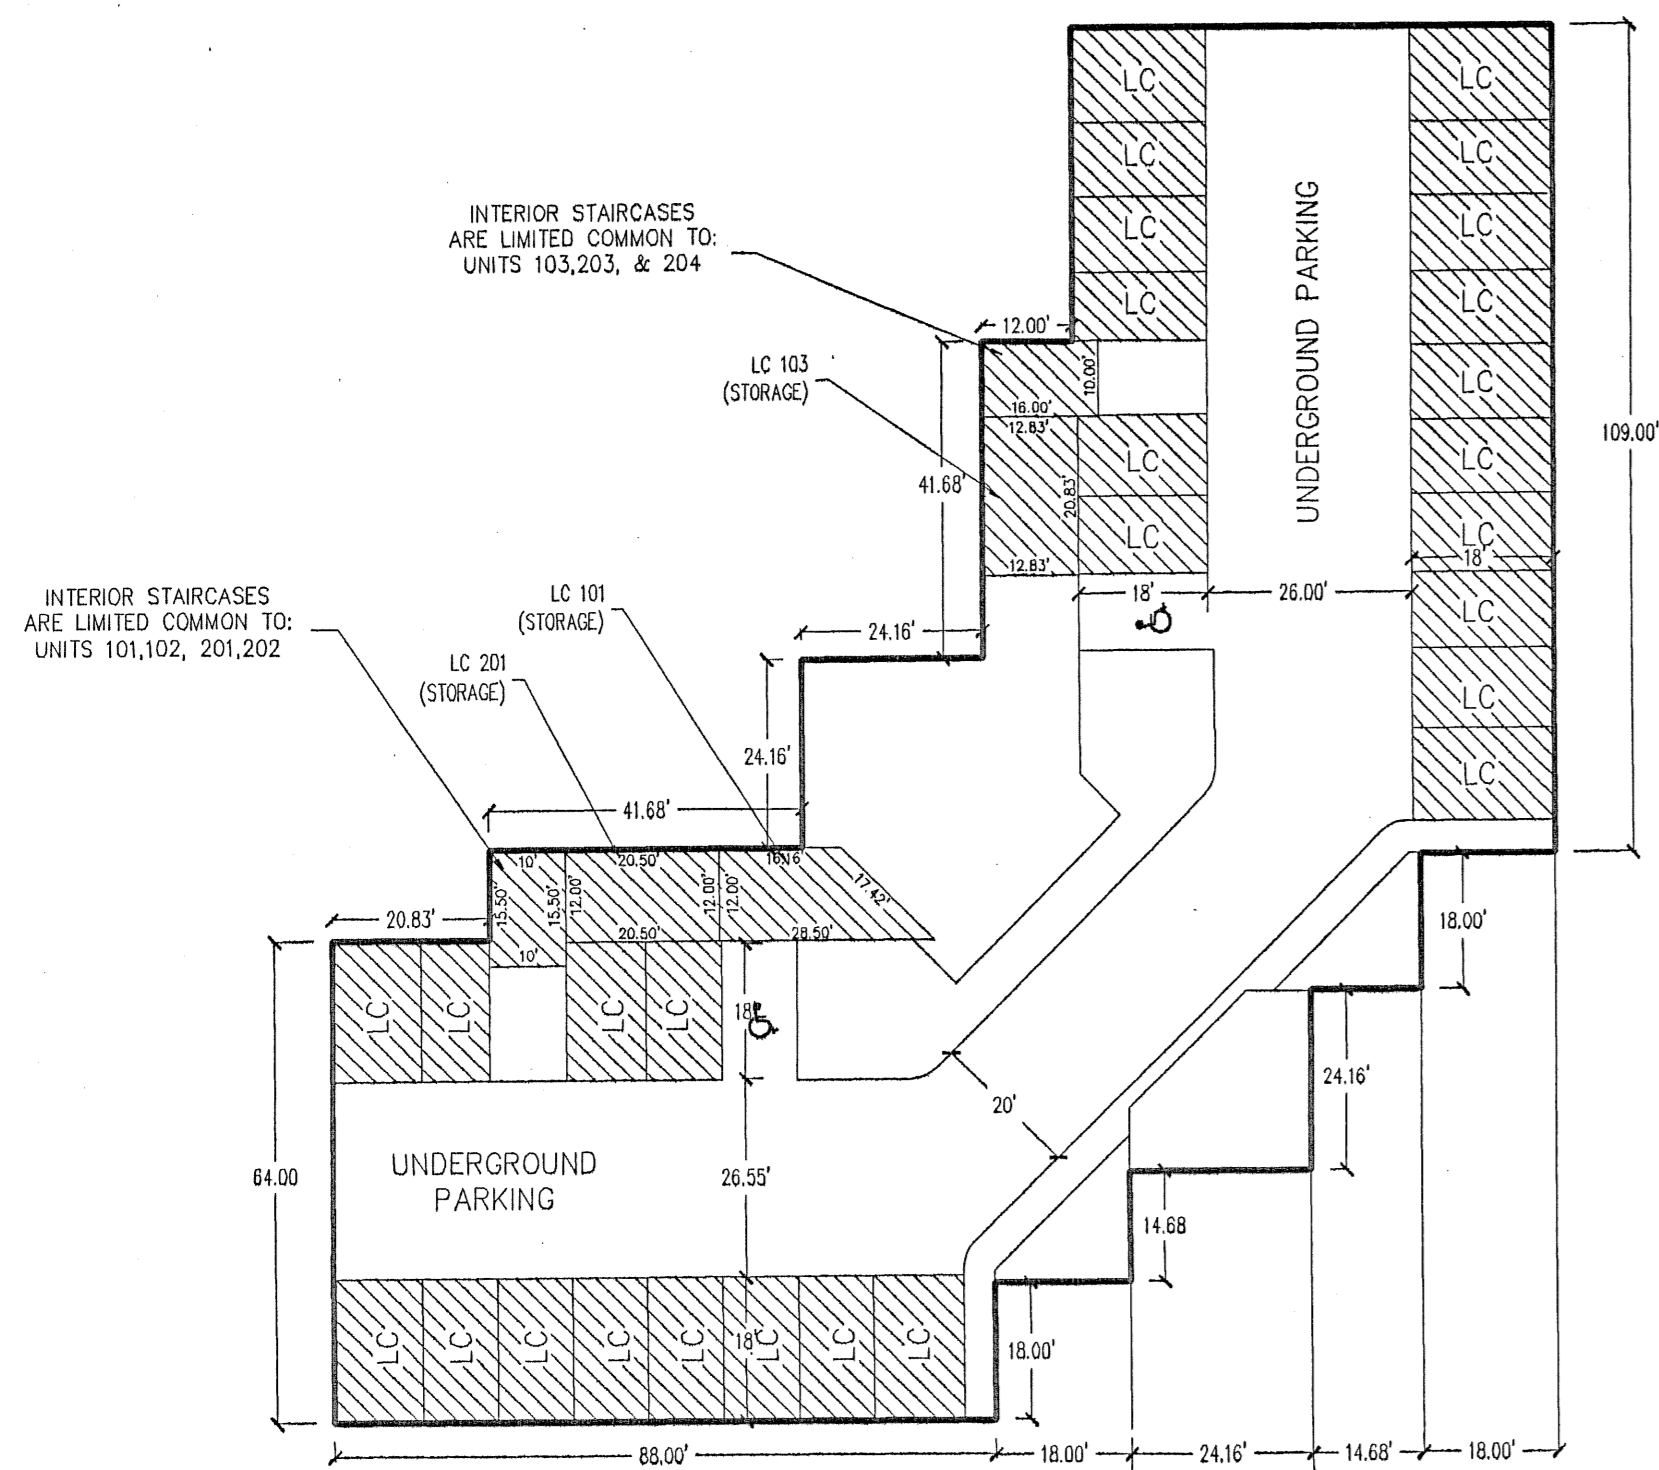 LC
LC
LC
LC
LC
LC
INTERIOR STAIRCASES
ARE LIMITED COMMON TO:
UNITS 103,203, & 204
LC
LC
12.00'
LC 103
(STORAGE)
10.00'
16.00'
12.83'
UNDERGROUND PARKING
LC
109.00'
41.68'
20.83'
LC
LC
LC
LC
12.83'
18'
18'
26.00'
INTERIOR STAIRCASES
ARE LIMITED COMMON TO:
UNITS 101,102, 201,202
LC 101
(STORAGE)
LC
24.16'
LC 201
(STORAGE)
LC
24.16'
LC
41.68'
10'
20.50'
16.16'
17.42'
15.50'
15.50'
12.00'
12.00'
12.00'
20.83'
20.50'
28.50'
10'
18.00'
LC
LC
LC
LC
18'
24.16'
20'
64.00
UNDERGROUND
PARKING
26.55'
14.68
LC
LC
LC
LC
LC
18'
LC
LC
LC
18.00'
88.00'
18.00'
24.16'
14.68'
18.00'